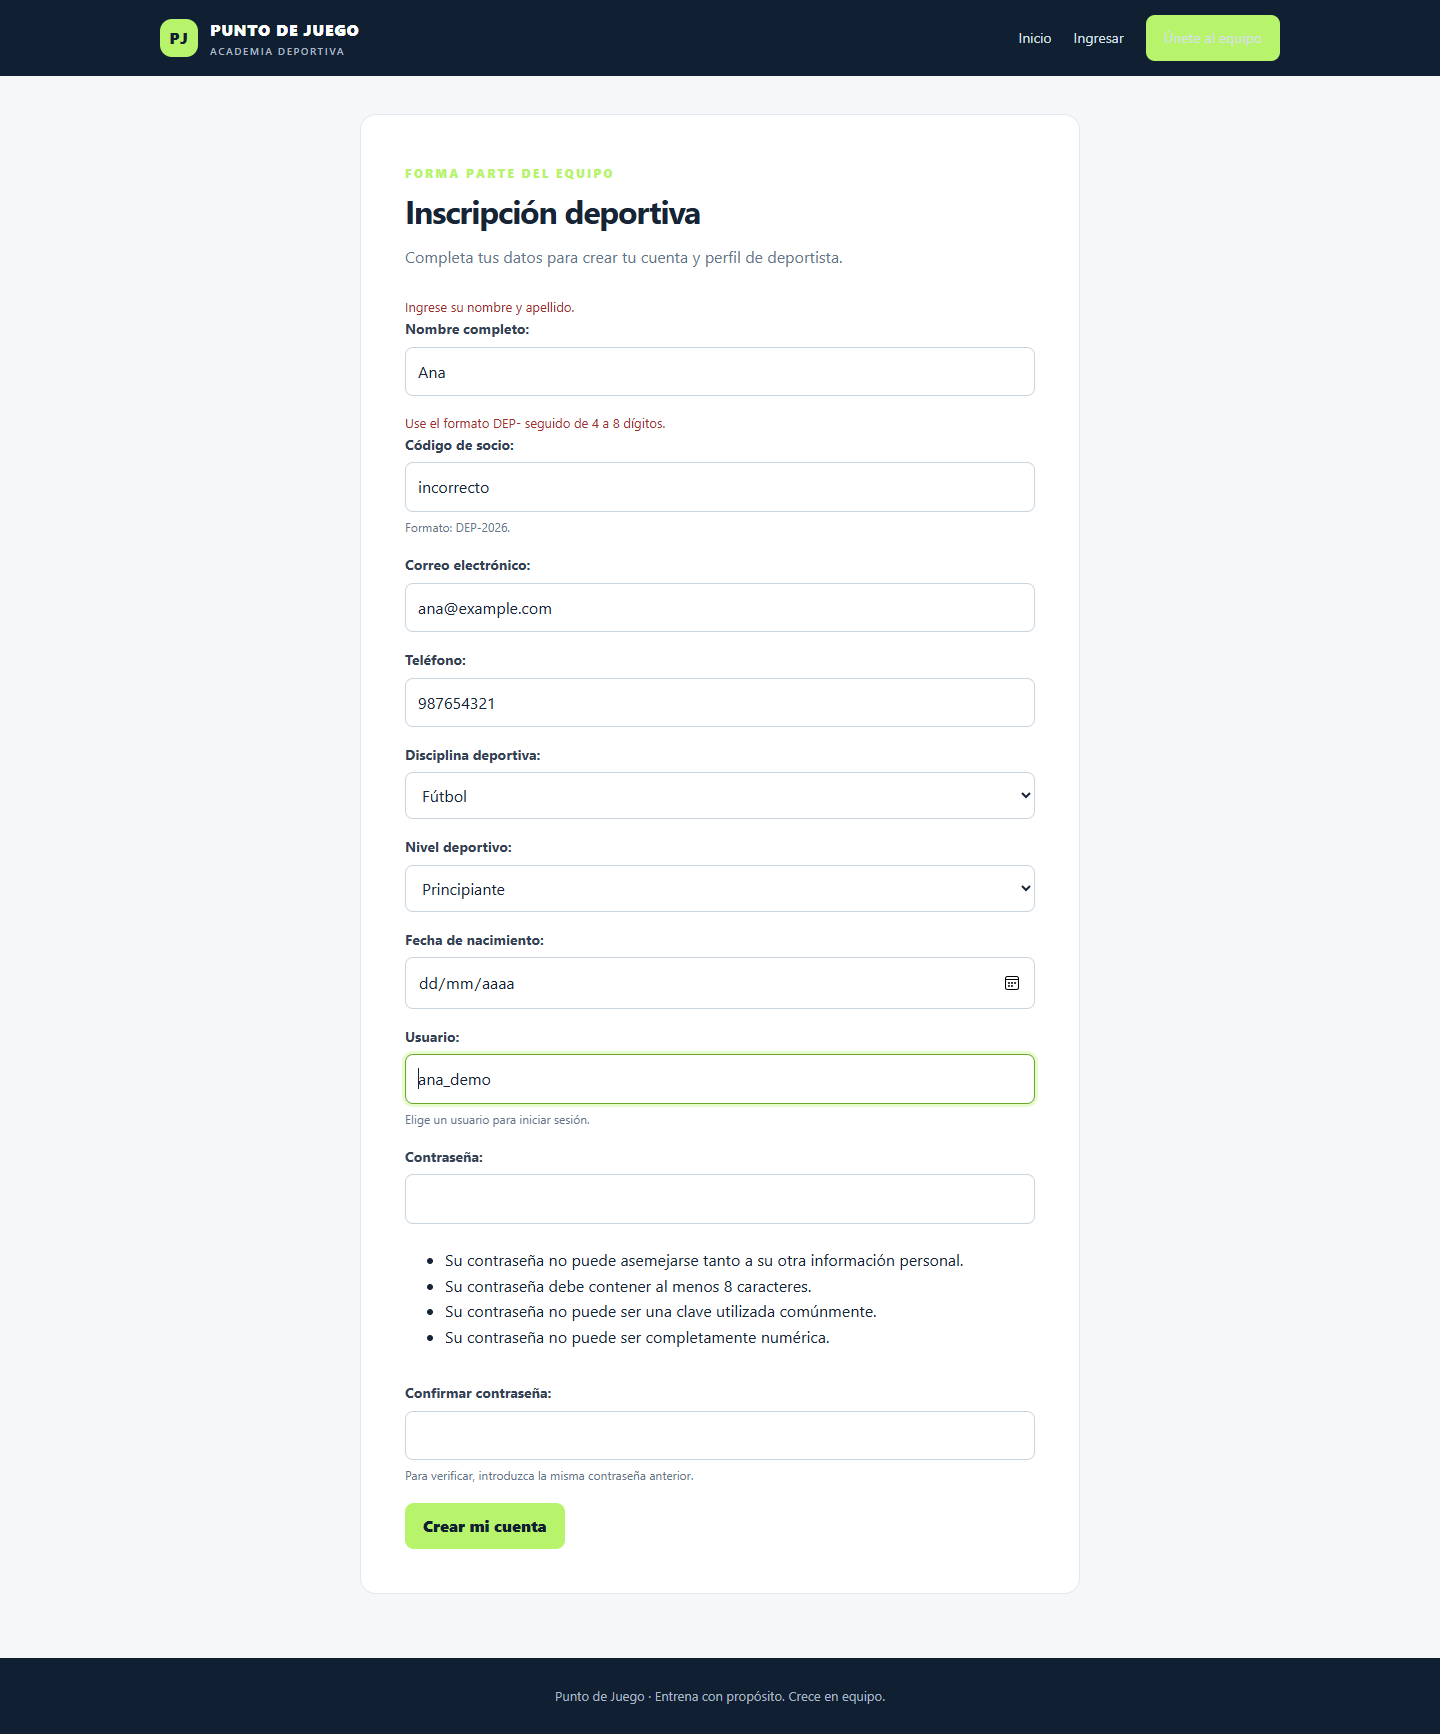 PJ
PUNTO DE JUEGO
ACADEMIA DEPORTIVA
Inicio
Ingresar
Únete al equipo
FORMA PARTE DEL EQUIPO
Inscripción deportiva
Completa tus datos para crear tu cuenta y perfil de deportista.
Ingrese su nombre y apellido.
Nombre completo:
Ana
Use el formato DEP- seguido de 4 a 8 dígitos.
Código de socio:
incorrecto
Formato: DEP-2026.
Correo electrónico:
ana@example.com
Teléfono:
987654321
Disciplina deportiva:
Fútbol
Nivel deportivo:
Principiante
Fecha de nacimiento:
dd/mm/aaaa
Usuario:
ana_demo
Elige un usuario para iniciar sesión.
Contraseña:
• Su contraseña no puede asemejarse tanto a su otra información personal.
• Su contraseña debe contener al menos 8 caracteres.
• Su contraseña no puede ser una clave utilizada comúnmente.
• Su contraseña no puede ser completamente numérica.
Confirmar contraseña:
Para verificar, introduzca la misma contraseña anterior.
Crear mi cuenta
Punto de Juego · Entrena con propósito. Crece en equipo.